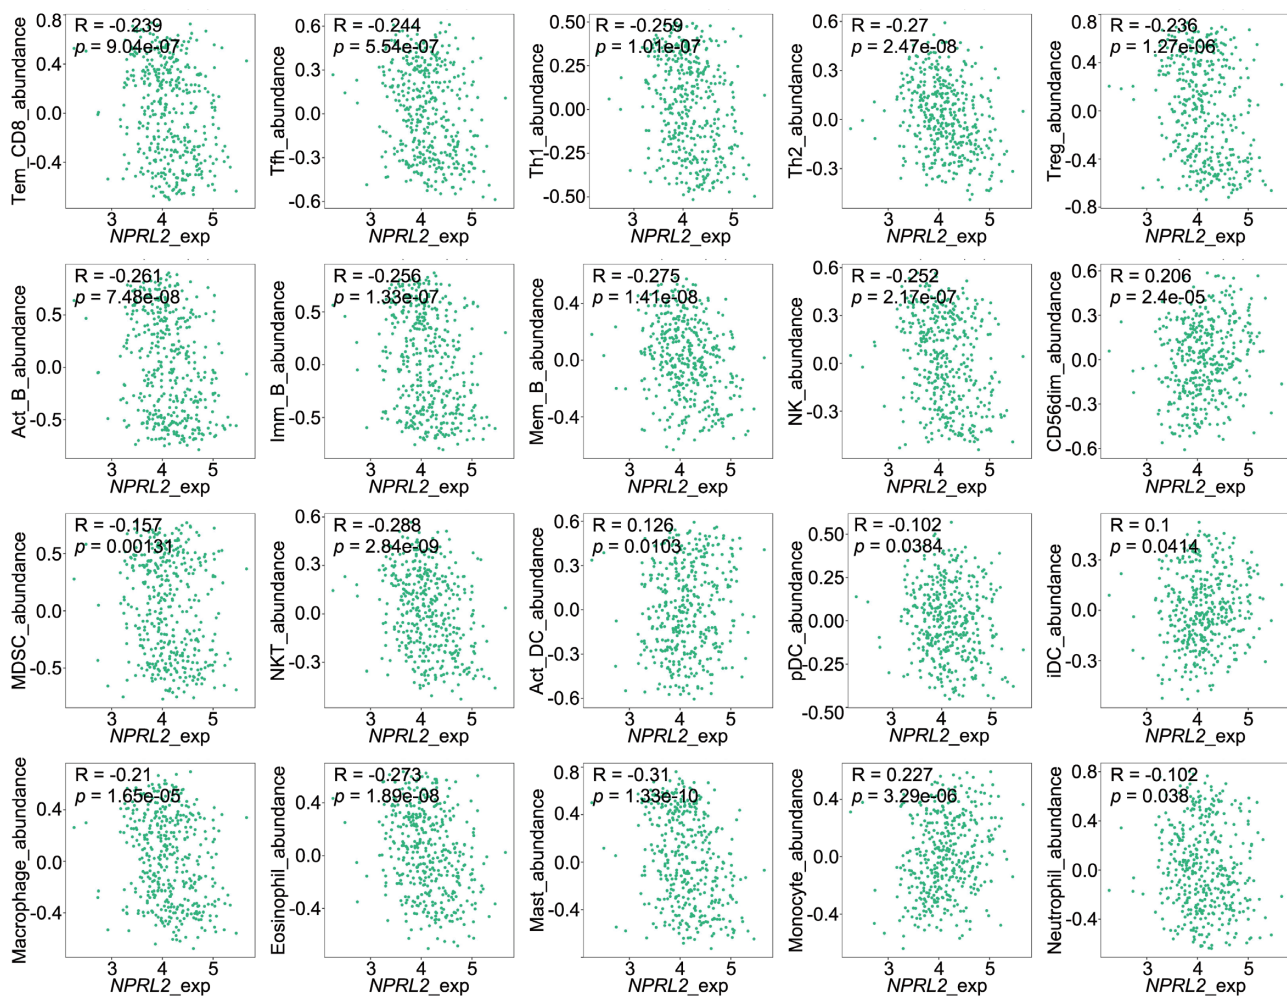 Tem_CD8_abundance
0.8
0.4
0.0
-0.4
R = -0.239
p = 9.04e-07
3 4 5
NPRL2_exp
Tfh_abundance
0.6
0.3
0.0
-0.3
-0.6
R = -0.244
p = 5.54e-07
3 4 5
NPRL2_exp
Th1_abundance
0.50
0.25
0.00
-0.25
-0.50
R = -0.259
p = 1.01e-07
3 4 5
NPRL2_exp
Th2_abundance
0.6
0.3
0.0
-0.3
R = -0.27
p = 2.47e-08
3 4 5
NPRL2_exp
Treg_abundance
0.8
0.4
0.0
-0.4
-0.8
R = -0.236
p = 1.27e-06
3 4 5
NPRL2_exp
Act_B_abundance
0.5
0.0
-0.5
R = -0.261
p = 7.48e-08
3 4 5
NPRL2_exp
Imm_B_abundance
0.5
0.0
-0.5
R = -0.256
p = 1.33e-07
3 4 5
NPRL2_exp
Mem_B_abundance
0.4
0.0
-0.4
R = -0.275
p = 1.41e-08
3 4 5
NPRL2_exp
NK_abundance
0.6
0.3
0.0
-0.3
R = -0.252
p = 2.17e-07
3 4 5
NPRL2_exp
CD56dim_abundance
0.6
0.3
0.0
-0.3
-0.6
R = 0.206
p = 2.4e-05
3 4 5
NPRL2_exp
MDSC_abundance
0.5
0.0
-0.5
R = -0.157
p = 0.00131
3 4 5
NPRL2_exp
NKT_abundance
0.6
0.3
0.0
-0.3
R = -0.288
p = 2.84e-09
3 4 5
NPRL2_exp
Act_DC_abundance
0.6
0.3
0.0
-0.3
-0.6
R = 0.126
p = 0.0103
3 4 5
NPRL2_exp
pDC_abundance
0.50
0.25
0.00
-0.25
-0.50
R = -0.102
p = 0.0384
3 4 5
NPRL2_exp
iDC_abundance
0.3
0.0
-0.3
R = 0.1
p = 0.0414
3 4 5
NPRL2_exp
Macrophage_abundance
0.4
0.0
-0.4
R = -0.21
p = 1.65e-05
3 4 5
NPRL2_exp
Eosinophil_abundance
0.4
0.0
-0.4
R = -0.273
p = 1.89e-08
3 4 5
NPRL2_exp
Mast_abundance
0.8
0.4
0.0
-0.4
R = -0.31
p = 1.33e-10
3 4 5
NPRL2_exp
Monocyte_abundance
0.4
0.0
-0.4
R = 0.227
p = 3.29e-06
3 4 5
NPRL2_exp
Neutrophil_abundance
0.8
0.4
0.0
-0.4
R = -0.102
p = 0.038
3 4 5
NPRL2_exp